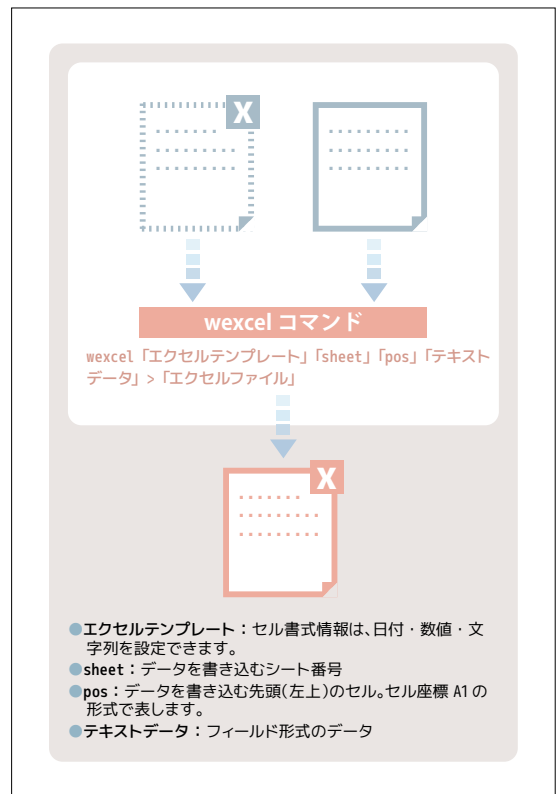 X
wexcel コマンド
wexcel「エクセルテンプレート」「sheet」「pos」「テキスト
データ」>「エクセルファイル」
X
●エクセルテンプレート：セル書式情報は、日付・数値・文
字列を設定できます。
●sheet：データを書き込むシート番号
●pos：データを書き込む先頭(左上)のセル。セル座標 A1 の
形式で表します。
●テキストデータ：フィールド形式のデータ